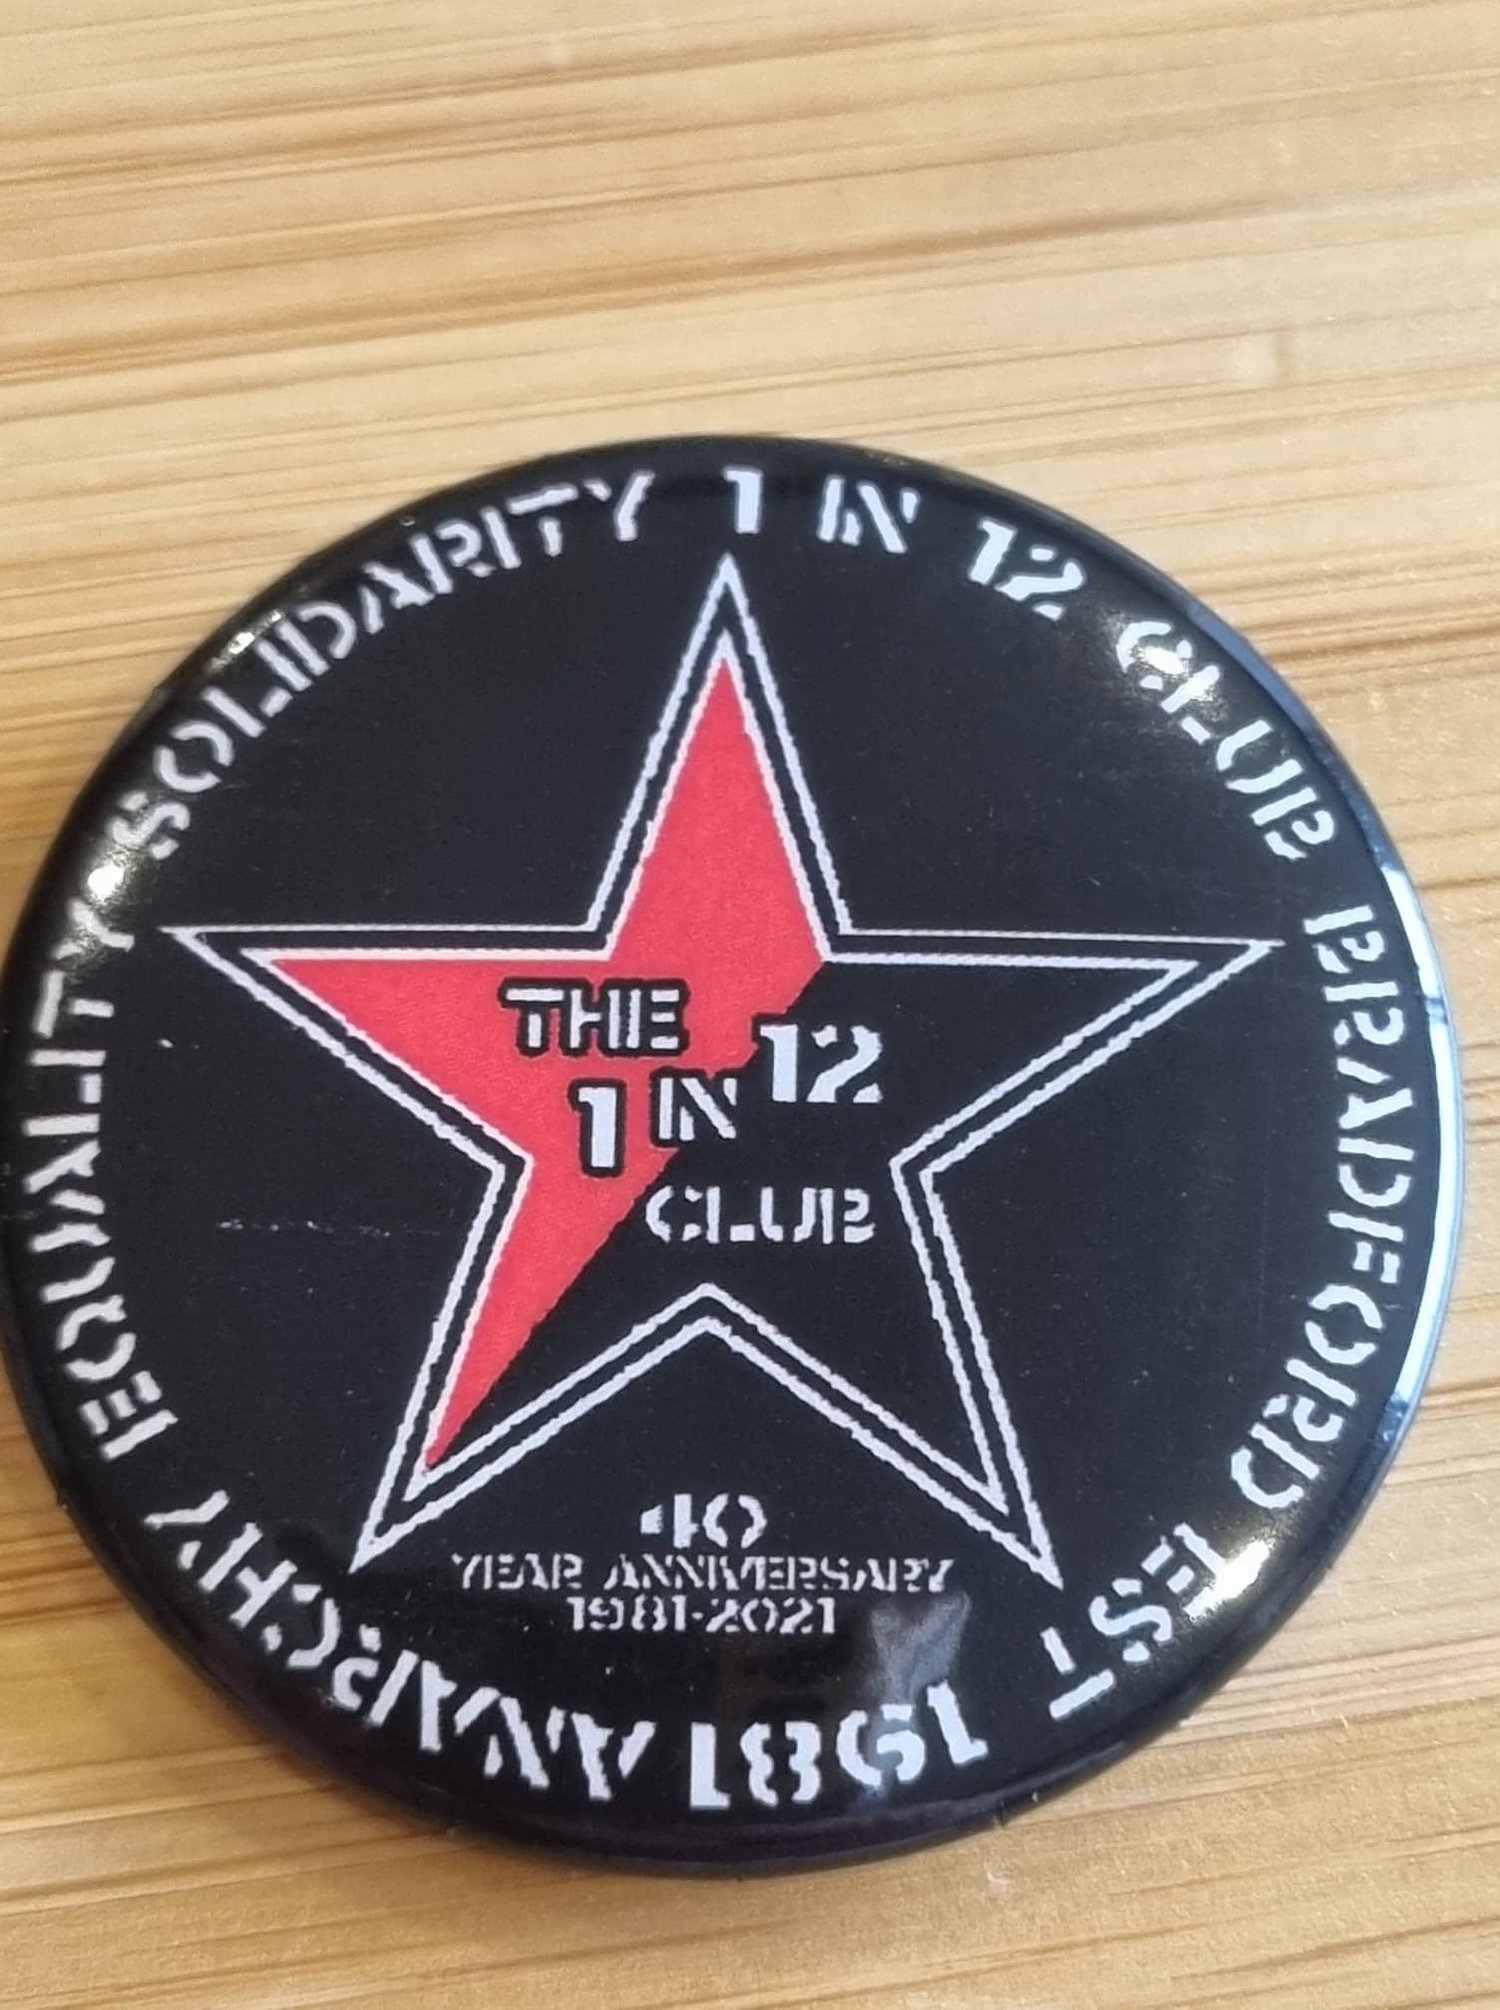 SOLIDARITY 1 IN 12 CLUB BRADFORD EST 1981 ANARCHY EQUALITY
THE
1 IN 12
CLUB
40
YEAR ANNIVERSARY
1981-2021